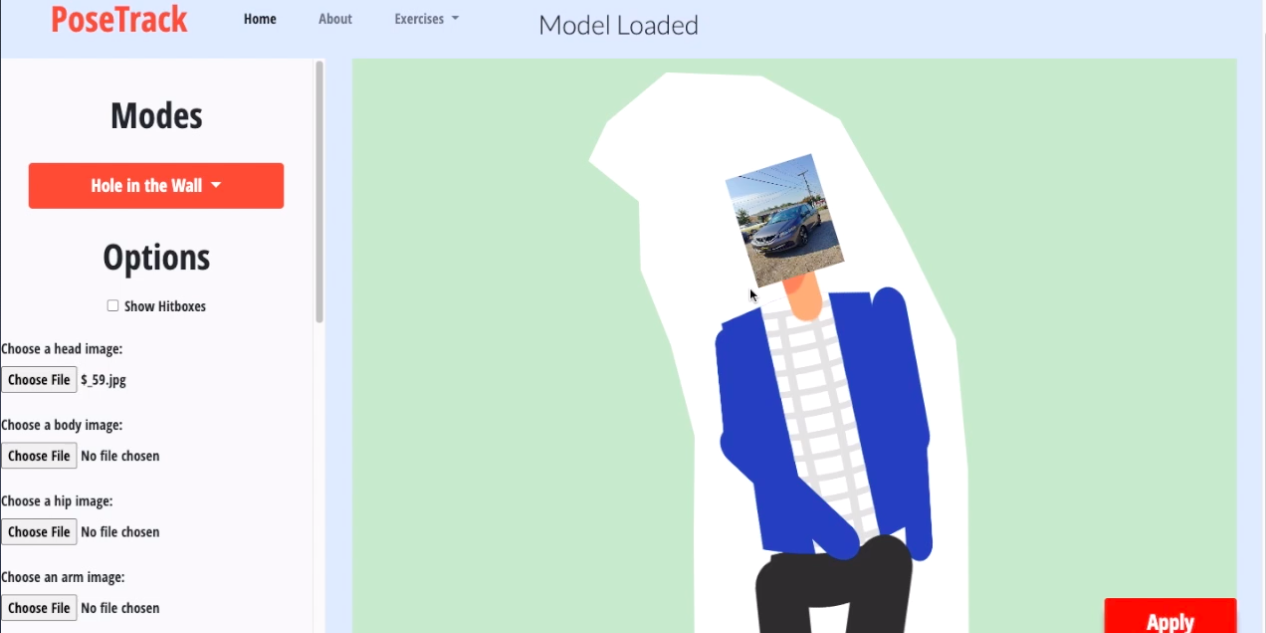 PoseTrack
Home
About
Exercises
Model Loaded
Modes
Hole in the Wall
Options
Show Hitboxes
Choose a head image:
Choose File $_59.jpg
Choose a body image:
Choose File No file chosen
Choose a hip image:
Choose File No file chosen
Choose an arm image:
Choose File No file chosen
Apply